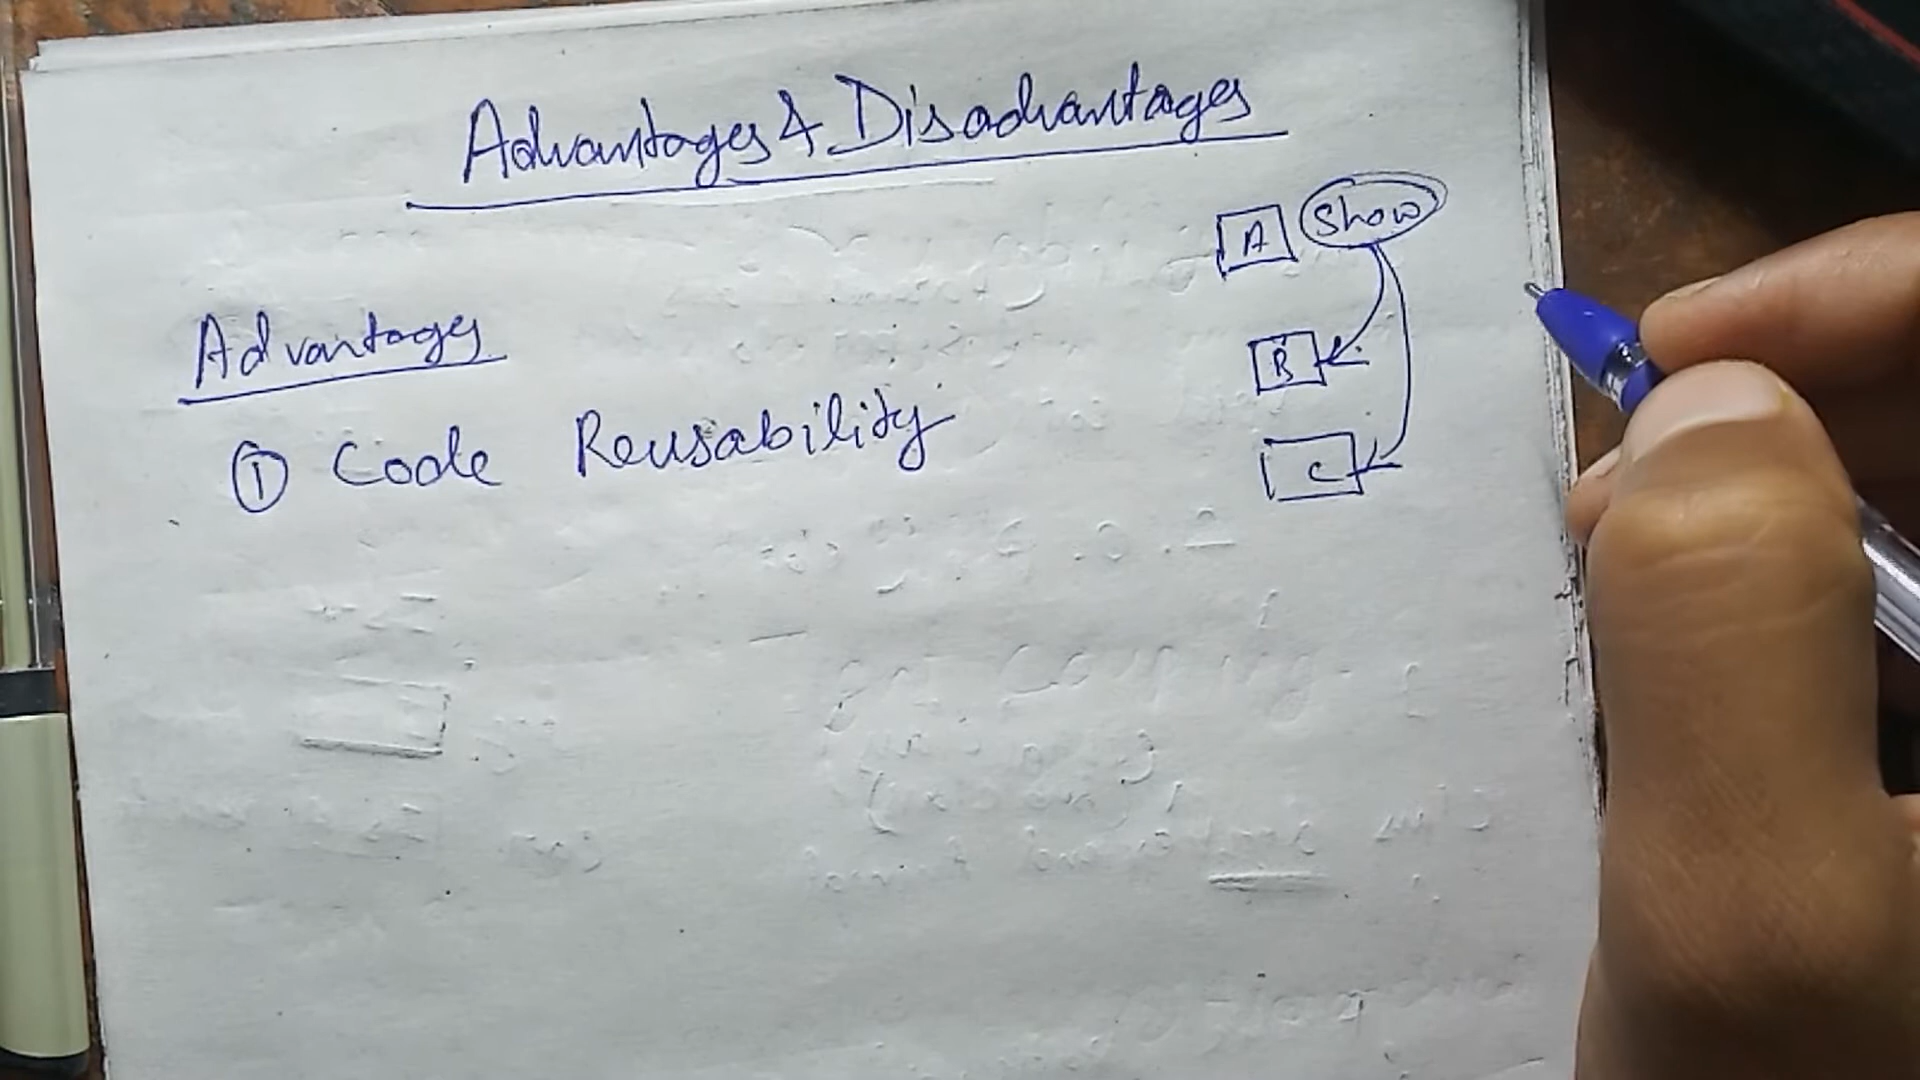 Advantages & Disadvantages
A Show
Advantages
B
① Code Reusability
C